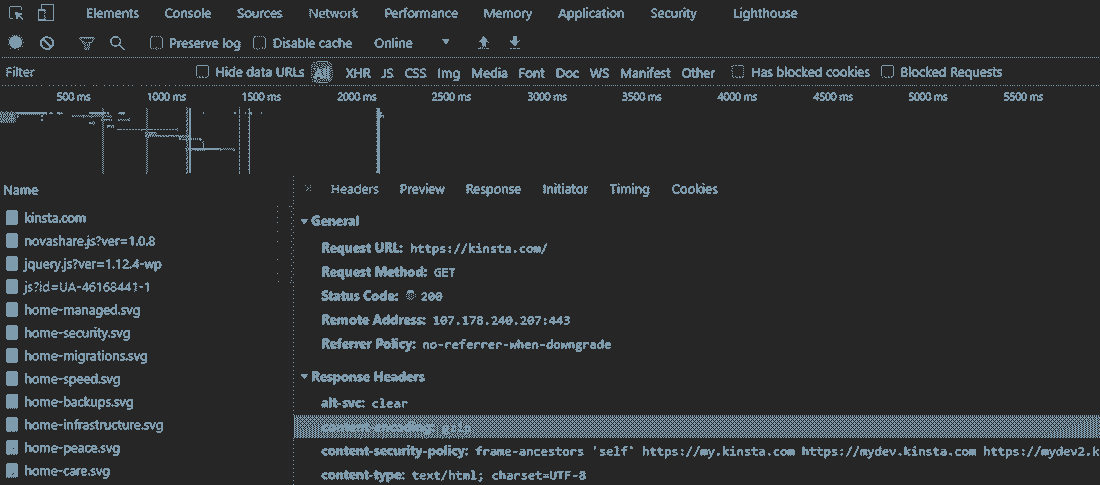 Elements Console Sources Network Performance Memory Application Security Lighthouse
Preserve log Disable cache Online
Filter Hide data URLs All XHR JS CSS Img Media Font Doc WS Manifest Other Has blocked cookies Blocked Requests
500 ms 1000 ms 1500 ms 2000 ms 2500 ms 3000 ms 3500 ms 4000 ms 4500 ms 5000 ms 5500 ms
Name
kinsta.com
novashare.js?ver=1.0.8
jquery.js?ver=1.12.4-wp
js?id=UA-46168441-1
home-managed.svg
home-security.svg
home-migrations.svg
home-speed.svg
home-backups.svg
home-infrastructure.svg
home-peace.svg
home-care.svg
× Headers Preview Response Initiator Timing Cookies
General
Request URL: https://kinsta.com/
Request Method: GET
Status Code: 200
Remote Address: 107.178.240.207:443
Referrer Policy: no-referrer-when-downgrade
Response Headers
alt-svc: clear
content-encoding: gzip
content-security-policy: frame-ancestors 'self' https://my.kinsta.com https://mydev.kinsta.com https://mydev2.k
content-type: text/html; charset=UTF-8